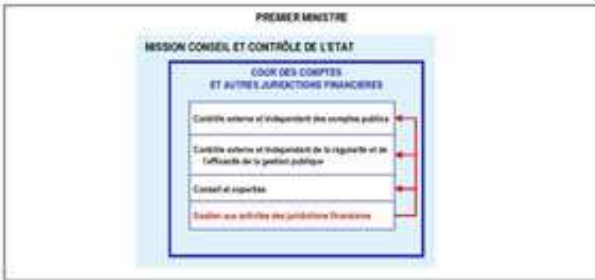 PREMIER MINISTRE
MISSION CONSEIL ET CONTRÔLE DE L'ETAT
COUR DES COMPTES
ET AUTRES JURIDICTIONS FINANCIERES
Contrôle externe et indépendant des comptes publics
Contrôle externe et indépendant de la régularité et de
l'efficacité de la gestion publique
Conseil et expertise
Soutien aux activités des juridictions financières